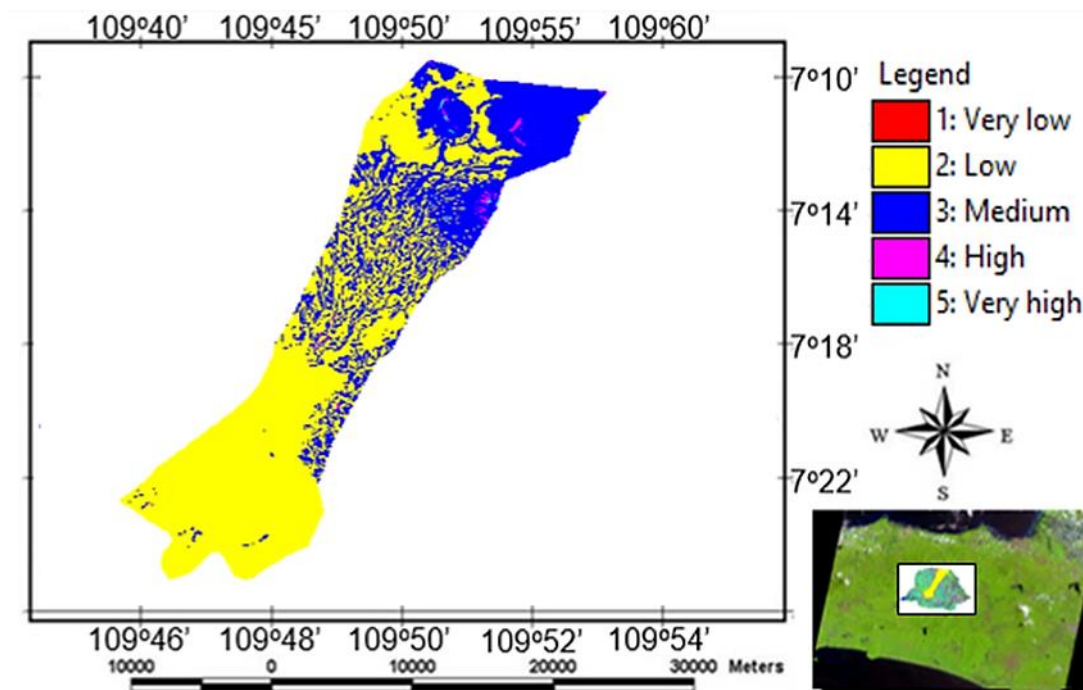 109º40’ 109º45’ 109º50’ 109º55’ 109º60’
7º10’
7º14’
7º18’
7º22’
109º46’ 109º48’ 109º50’ 109º52’ 109º54’
10000 0 10000 20000 30000 Meters
Legend
1: Very low
2: Low
3: Medium
4: High
5: Very high
N
W E
S